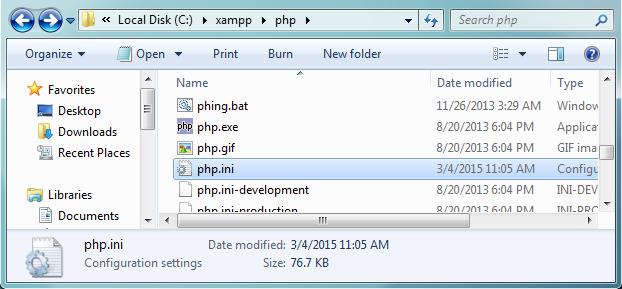 « Local Disk (C:) ▸ xampp ▸ php ▸
Search php
Organize Open Print Burn New folder
Name Date modified Type
Favorites
Desktop
Downloads
Recent Places
Libraries
Documents
phing.bat 11/26/2013 3:29 AM Window
php.exe 8/20/2013 6:04 PM Applica
php.gif 8/20/2013 6:04 PM GIF ima
php.ini 3/4/2015 11:05 AM Configu
php.ini-development 8/20/2013 6:04 PM INI-DEV
php.ini-production 8/20/2013 6:04 PM INI-PRO
php.ini Date modified: 3/4/2015 11:05 AM
Configuration settings Size: 76.7 KB